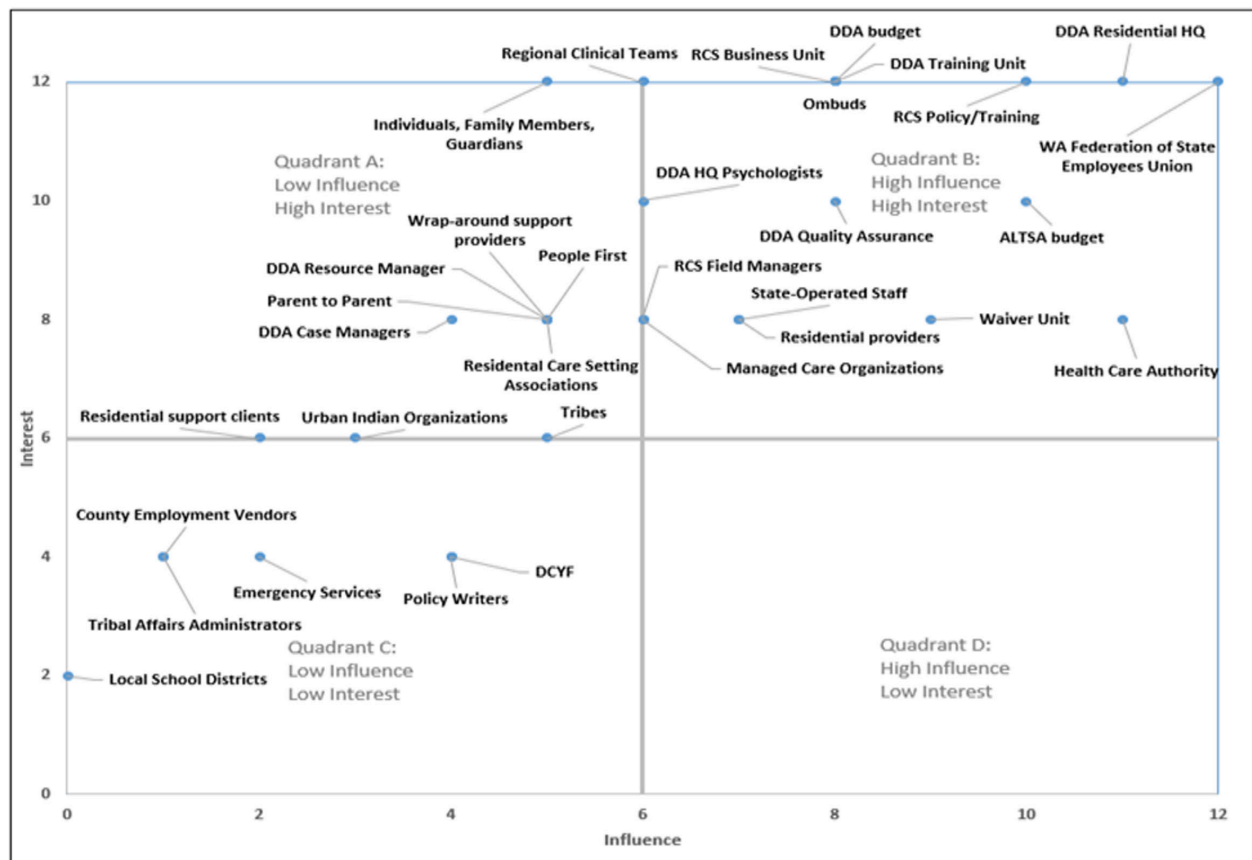 DDA budget
DDA Residential HQ
Regional Clinical Teams
RCS Business Unit
DDA Training Unit
12
Ombuds
RCS Policy/Training
Individuals, Family Members,
Guardians
WA Federation of State
Employees Union
Quadrant A:
Low Influence
High Interest
Quadrant B:
High Influence
High Interest
DDA HQ Psychologists
10
DDA Quality Assurance
ALTSA budget
Wrap-around support
providers
People First
DDA Resource Manager
RCS Field Managers
Parent to Parent
State-Operated Staff
8
DDA Case Managers
Waiver Unit
Residential providers
Residental Care Setting
Associations
Managed Care Organizations
Health Care Authority
Residential support clients
Urban Indian Organizations
Tribes
6
Interest
County Employment Vendors
4
DCYF
Emergency Services
Policy Writers
Tribal Affairs Administrators
Quadrant C:
Low Influence
Low Interest
Quadrant D:
High Influence
Low Interest
2
Local School Districts
0
0 2 4 6 8 10 12
Influence